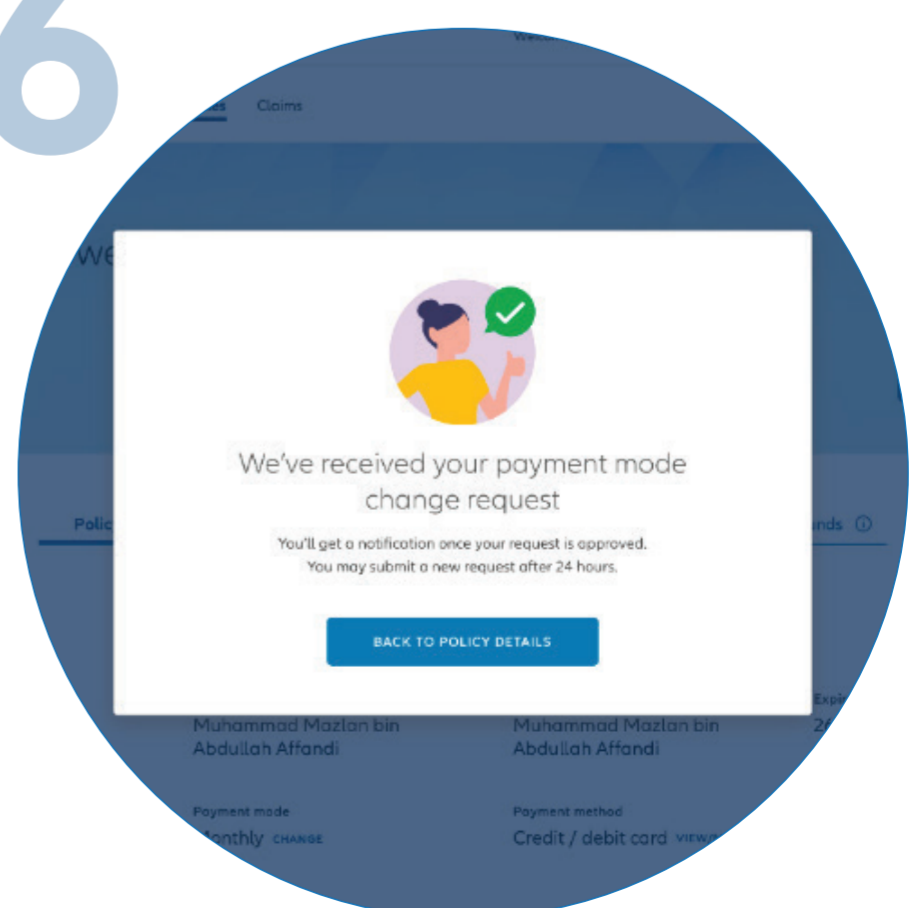 6
Claims
We've received your payment mode
change request
You'll get a notification once your request is approved.
You may submit a new request after 24 hours.
BACK TO POLICY DETAILS
Muhammad Mazlan bin
Abdullah Affandi
Muhammad Mazlan bin
Abdullah Affandi
Payment mode
Monthly CHANGE
Payment method
Credit / debit card VIEW